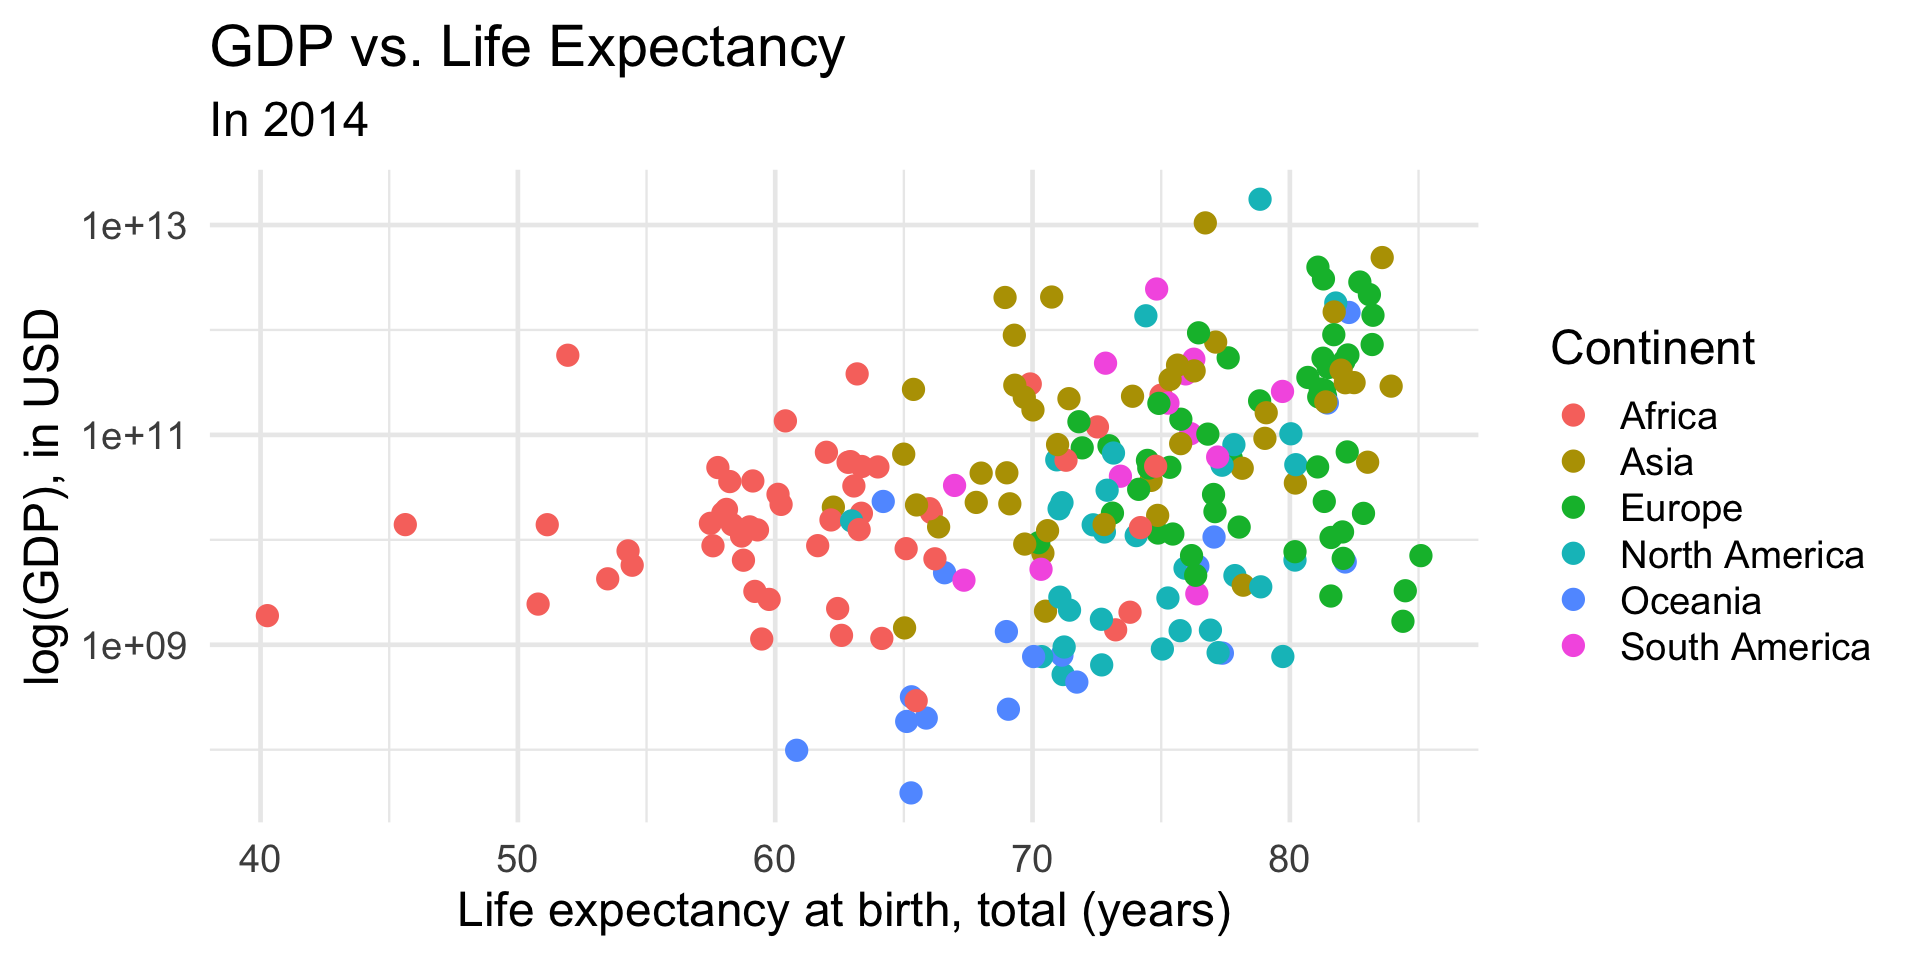 GDP vs. Life Expectancy
In 2014
log(GDP), in USD
1e+13
1e+11
1e+09
40 50 60 70 80
Life expectancy at birth, total (years)
Continent
Africa
Asia
Europe
North America
Oceania
South America